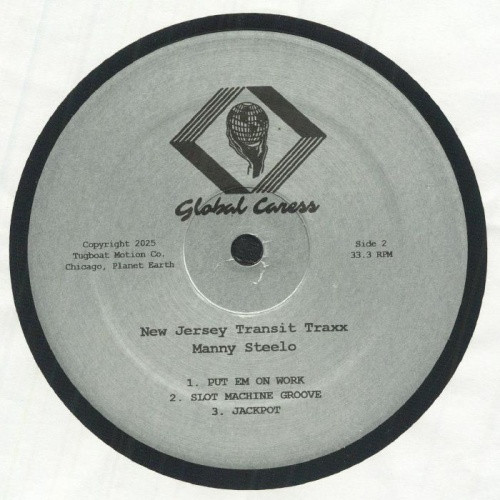 Global Caress
Copyright 2025
Tugboat Motion Co.
Chicago, Planet Earth
Side 2
33.3 RPM
New Jersey Transit Traxx
Manny Steelo
1. PUT EM ON WORK
2. SLOT MACHINE GROOVE
3. JACKPOT